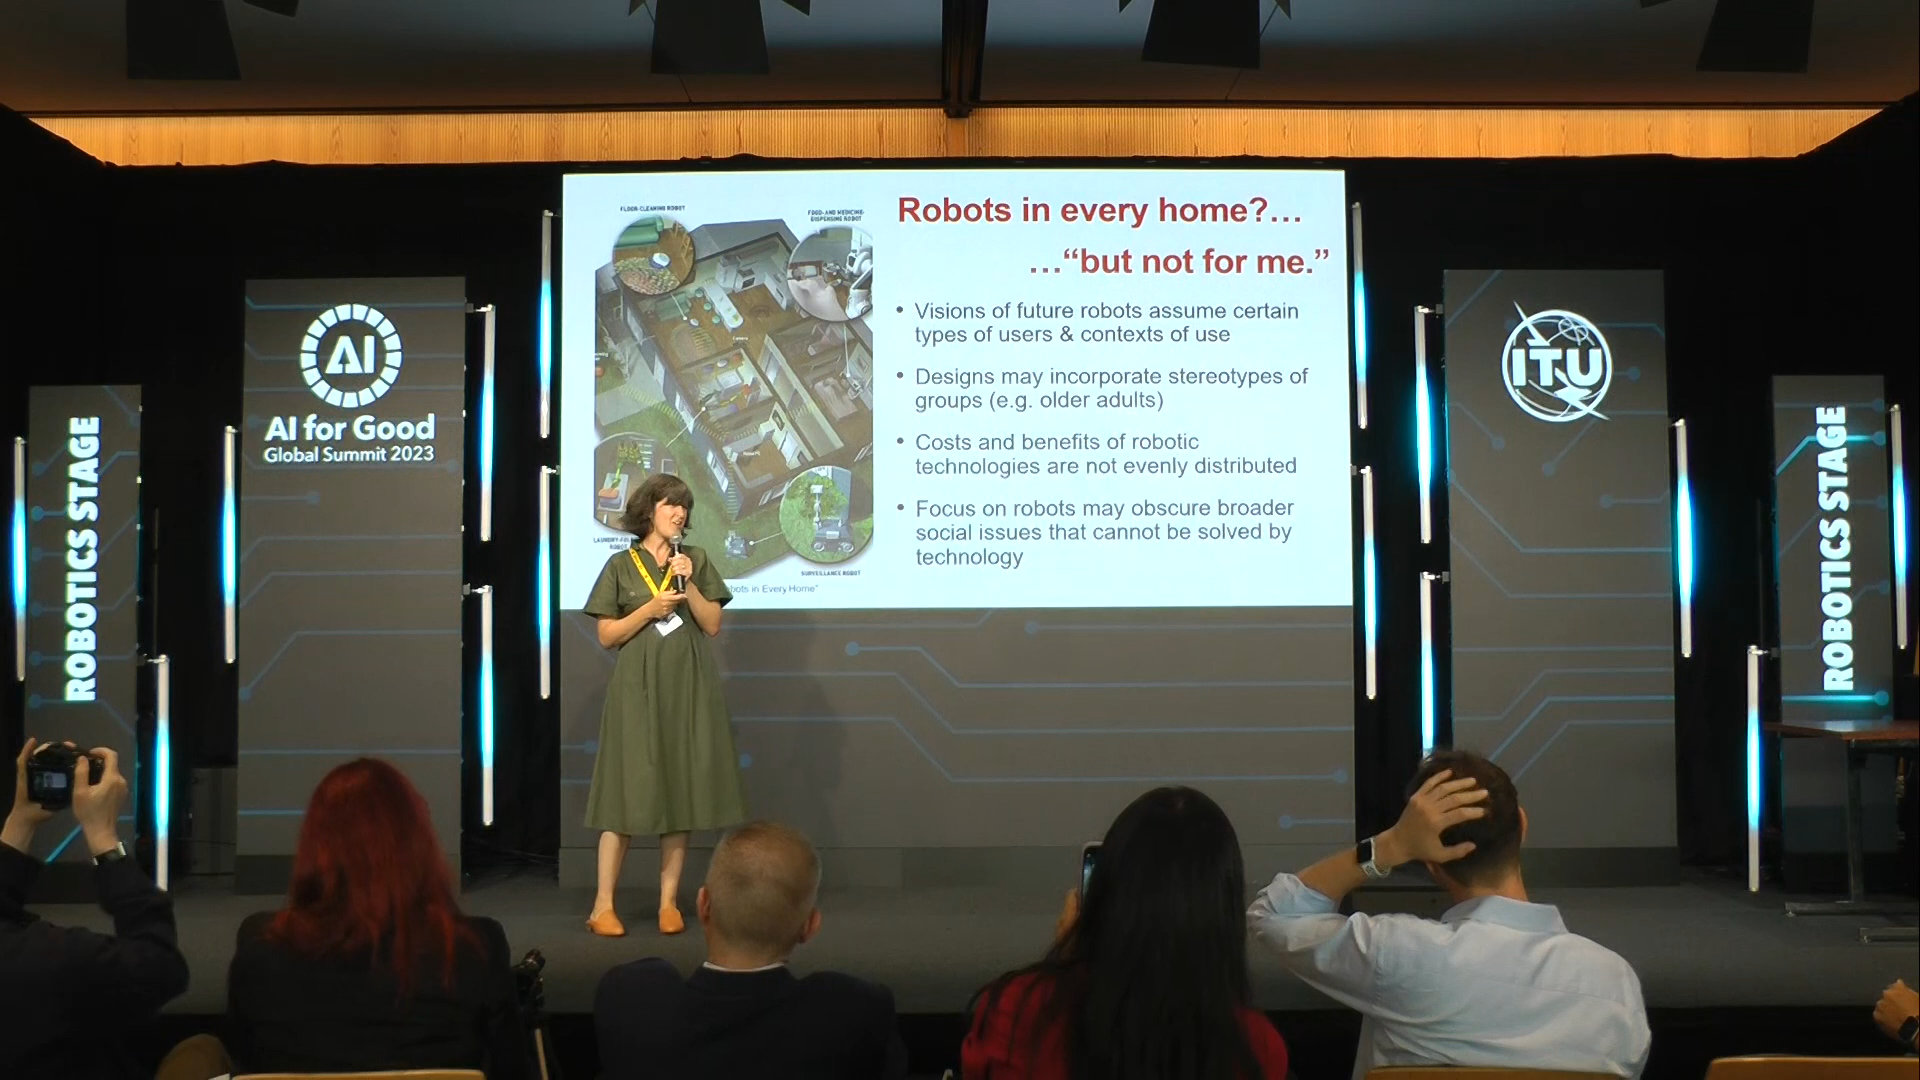 FLOOR-CLEANING ROBOT
FOOD-AND MEDICINE-
DISPENSING ROBOT
Robots in every home?...
...“but not for me.”
• Visions of future robots assume certain
types of users & contexts of use
• Designs may incorporate stereotypes of
groups (e.g. older adults)
• Costs and benefits of robotic
technologies are not evenly distributed
• Focus on robots may obscure broader
social issues that cannot be solved by
technology
SURVEILLANCE ROBOT
in Every Home”
AI
AI for Good
Global Summit 2023
ROBOTICS STAGE
ITU
ROBOTICS STAGE